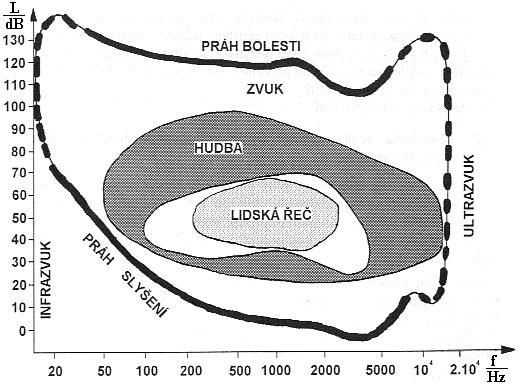 L
dB
130
120
110
100
90
80
70
60
50
40
30
20
10
0
PRÁH BOLESTI
ZVUK
HUDBA
LIDSKÁ ŘEČ
PRÁH SLYŠENÍ
INFRAZVUK
ULTRAZVUK
20 50 100 200 500 1000 2000 5000 10⁴ 2.10⁴
f
Hz